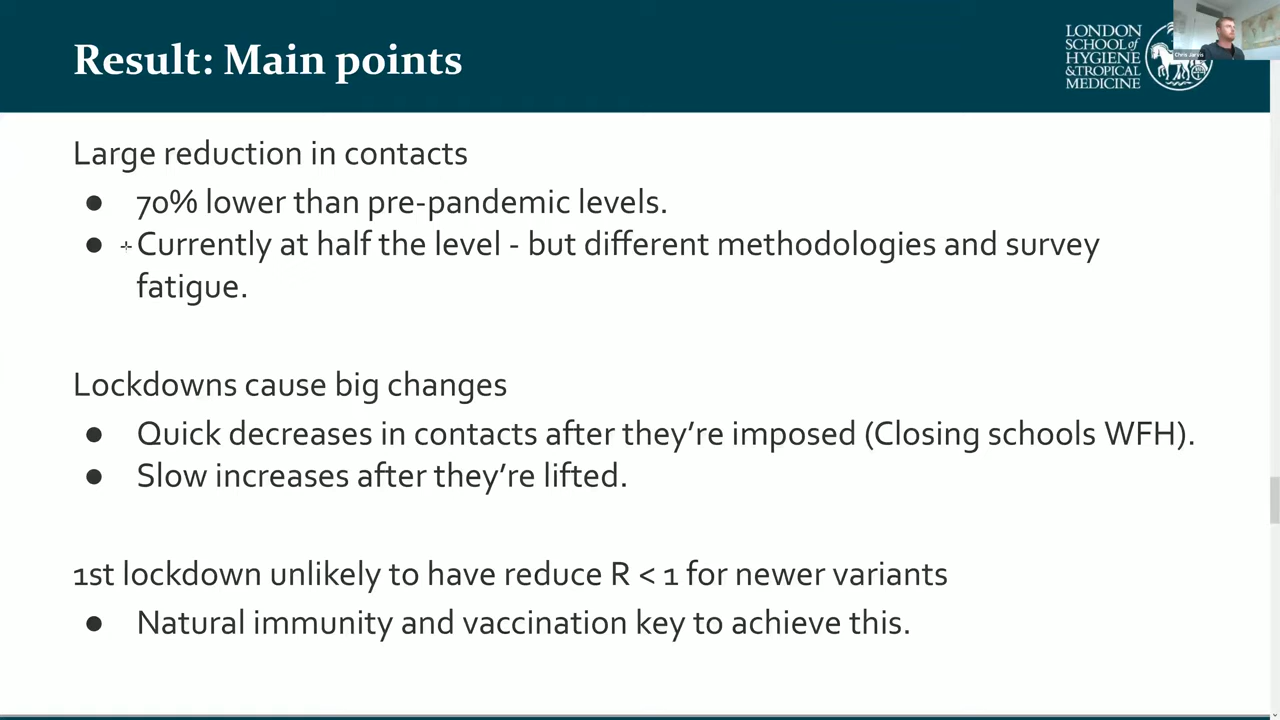 Result: Main points
LONDON
SCHOOL of
HYGIENE
& TROPICAL
MEDICINE
Chris Jarvis
Large reduction in contacts
● 70% lower than pre-pandemic levels.
● Currently at half the level - but different methodologies and survey
fatigue.
Lockdowns cause big changes
● Quick decreases in contacts after they’re imposed (Closing schools WFH).
● Slow increases after they’re lifted.
1st lockdown unlikely to have reduce R < 1 for newer variants
● Natural immunity and vaccination key to achieve this.